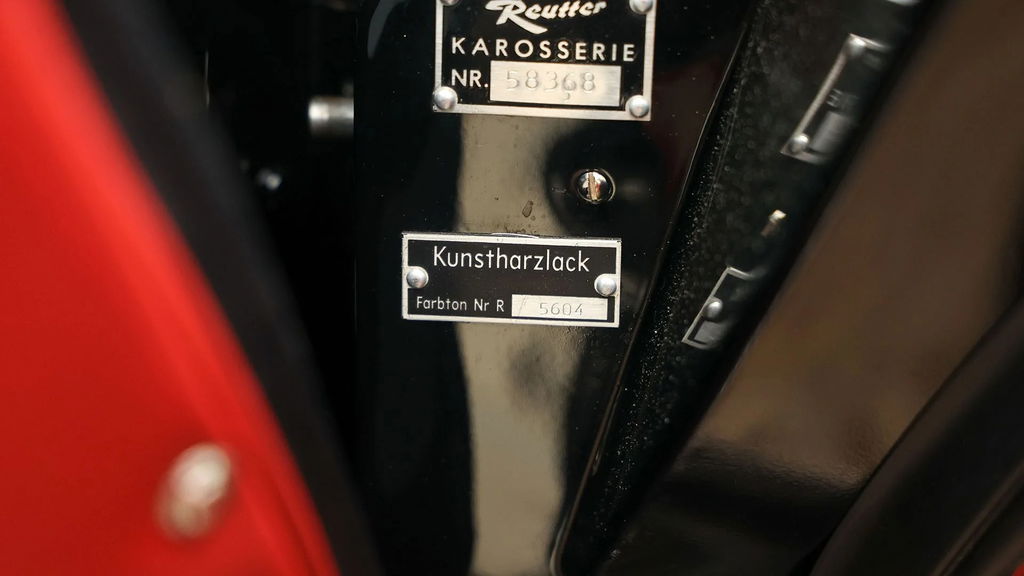 Reutter
KAROSSERIE
NR. 58368
Kunstharzlack
Farbton Nr R 5604